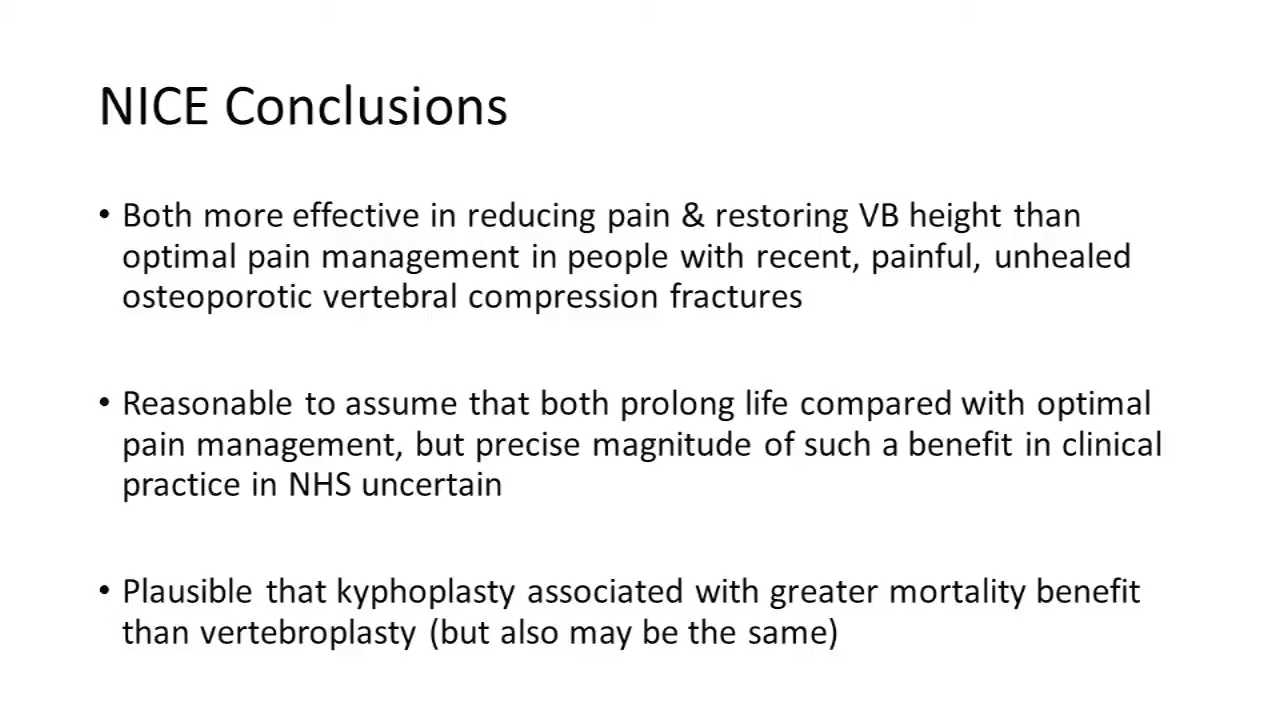 NICE Conclusions
• Both more effective in reducing pain & restoring VB height than
optimal pain management in people with recent, painful, unhealed
osteoporotic vertebral compression fractures
• Reasonable to assume that both prolong life compared with optimal
pain management, but precise magnitude of such a benefit in clinical
practice in NHS uncertain
• Plausible that kyphoplasty associated with greater mortality benefit
than vertebroplasty (but also may be the same)